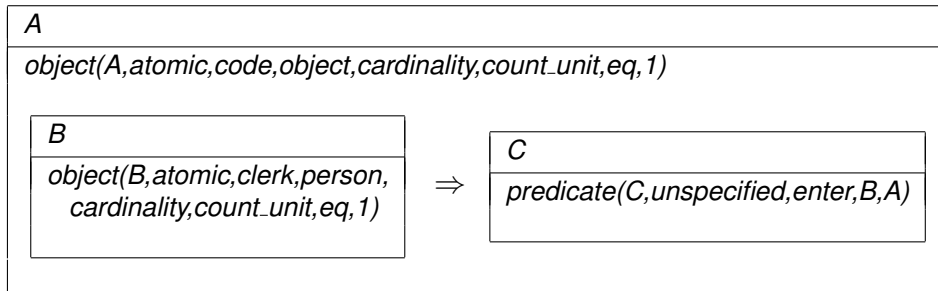 A
object(A,atomic,code,object,cardinality,count_unit,eq,1)
B
object(B,atomic,clerk,person,
cardinality,count_unit,eq,1)
⇒
C
predicate(C,unspecified,enter,B,A)